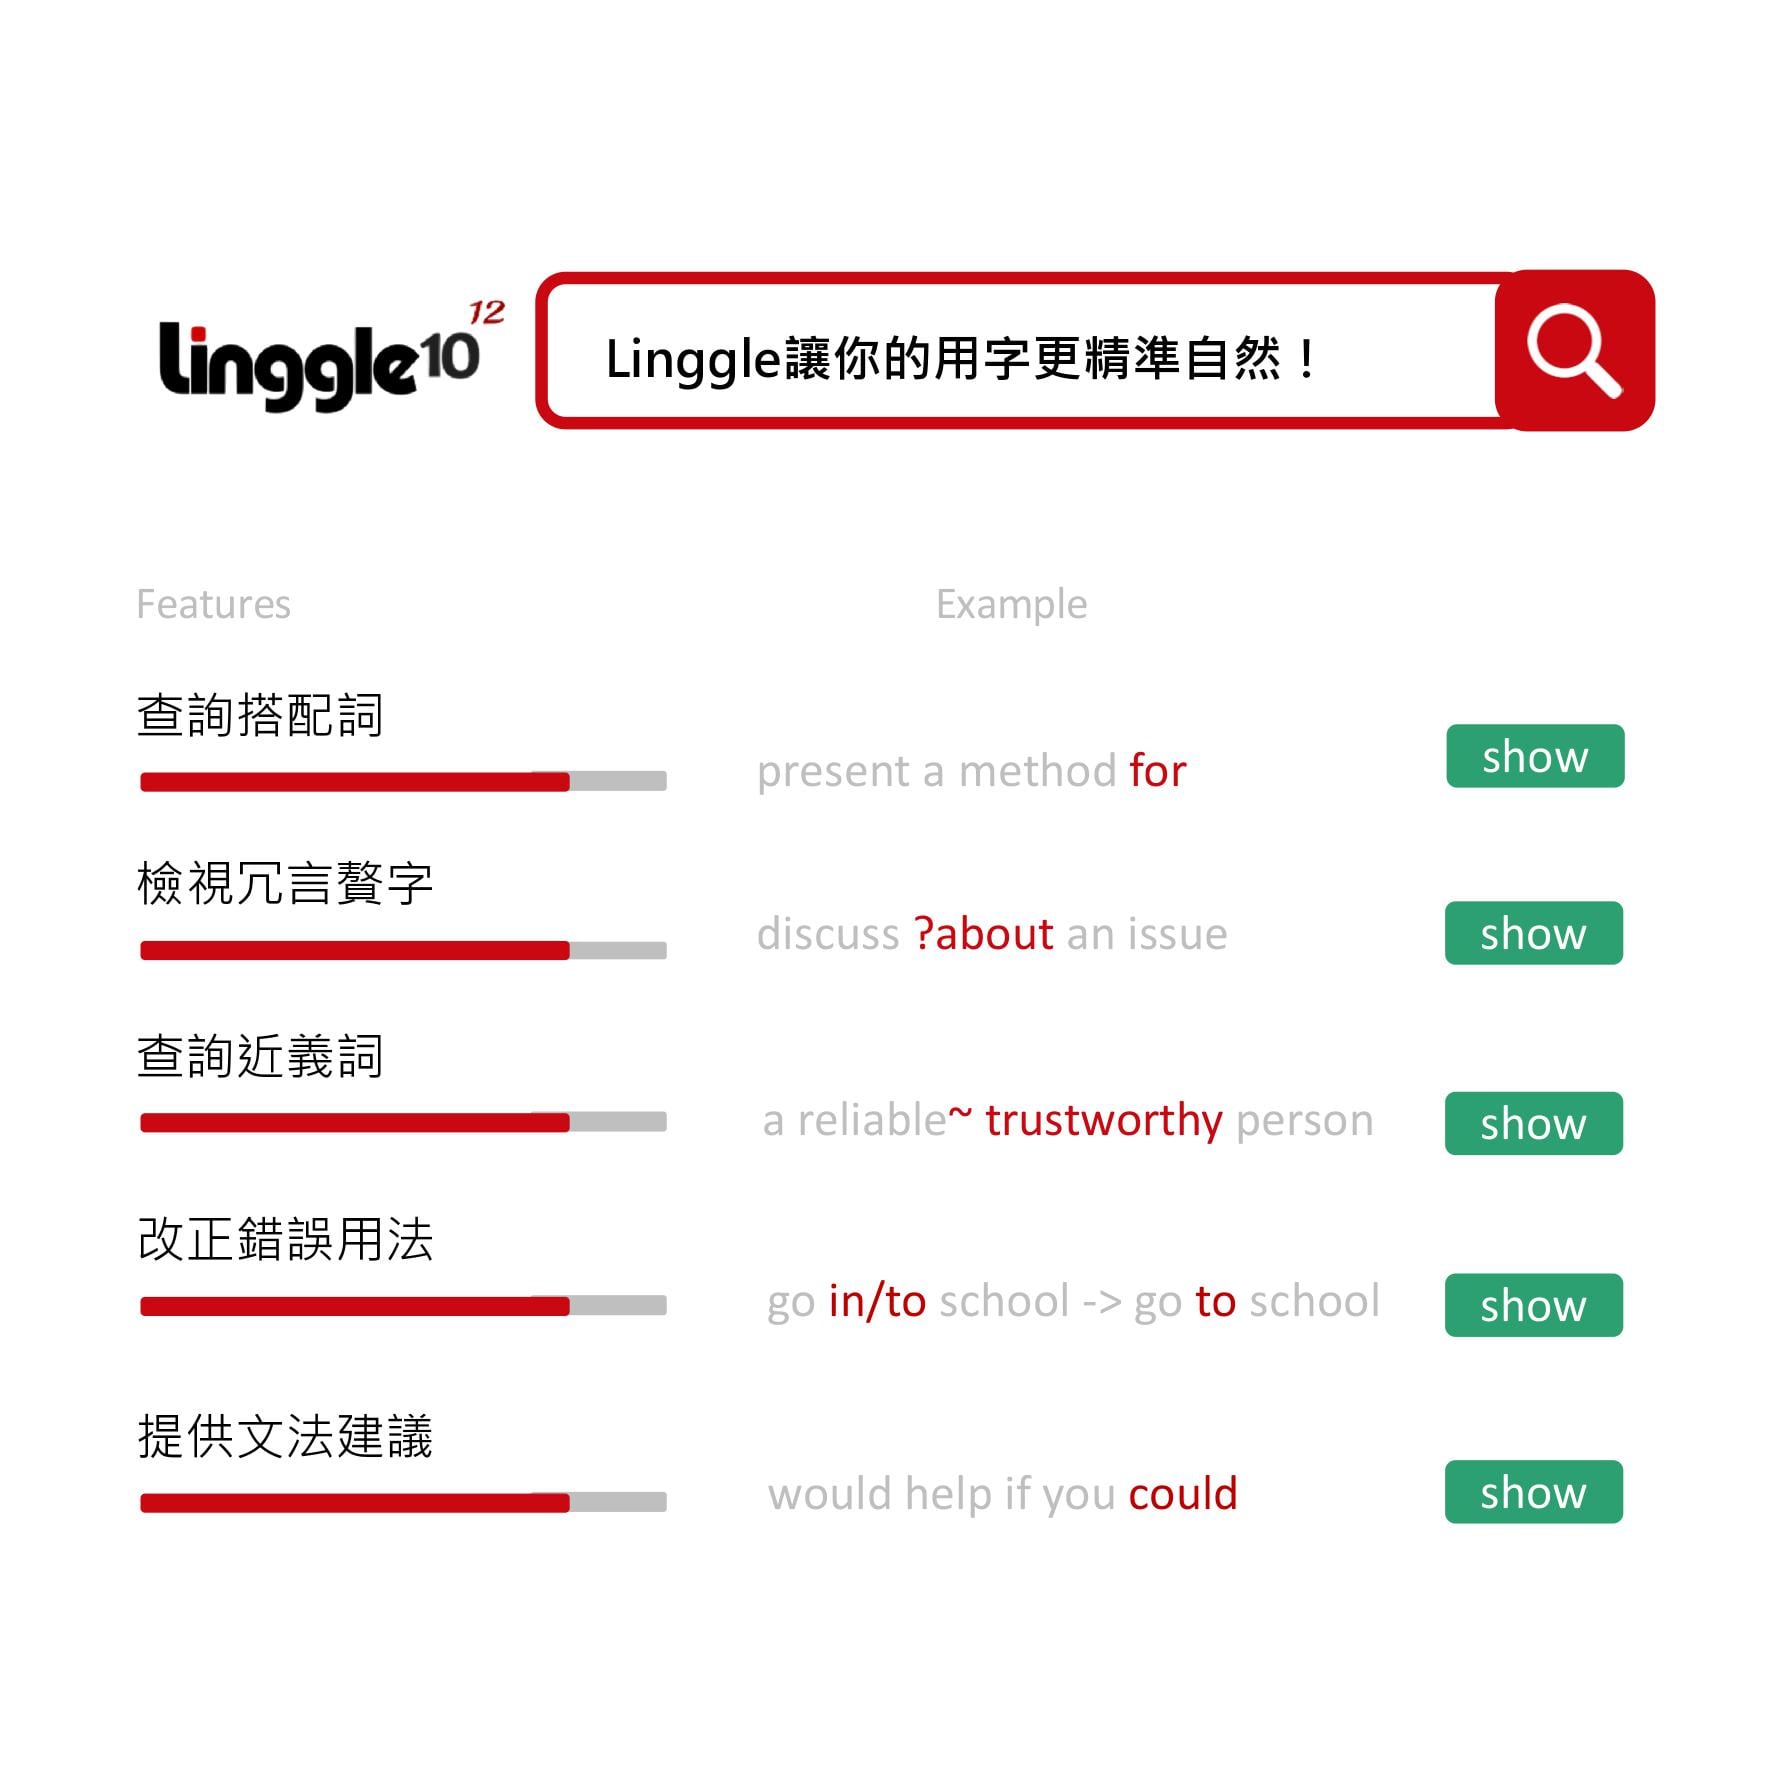 Linggle10 12
Linggle讓你的用字更精準自然！
Features Example
查詢搭配詞
present a method for show
檢視冗言贅字
discuss ?about an issue show
查詢近義詞
a reliable~ trustworthy person show
改正錯誤用法
go in/to school -> go to school show
提供文法建議
would help if you could show